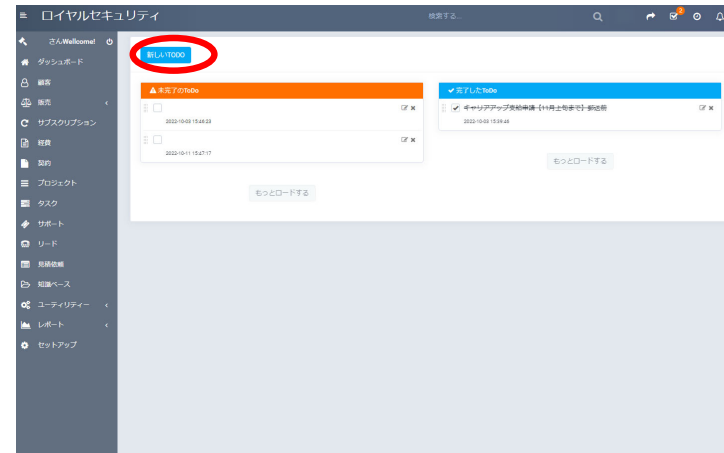 ロイヤルセキュリティ
検索する...
2
さんWellcome!
ダッシュボード
顧客
販売
サブスクリプション
経費
契約
プロジェクト
タスク
サポート
リード
見積依頼
知識ベース
ユーティリティー
レポート
セットアップ
新しいTODO
未完了のToDo
2022-10-03 15:46:23
2022-10-11 15:47:17
もっとロードする
完了したToDo
キャリアアップ支給申請【11月上旬まで】郵送前
2022-10-03 15:39:46
もっとロードする